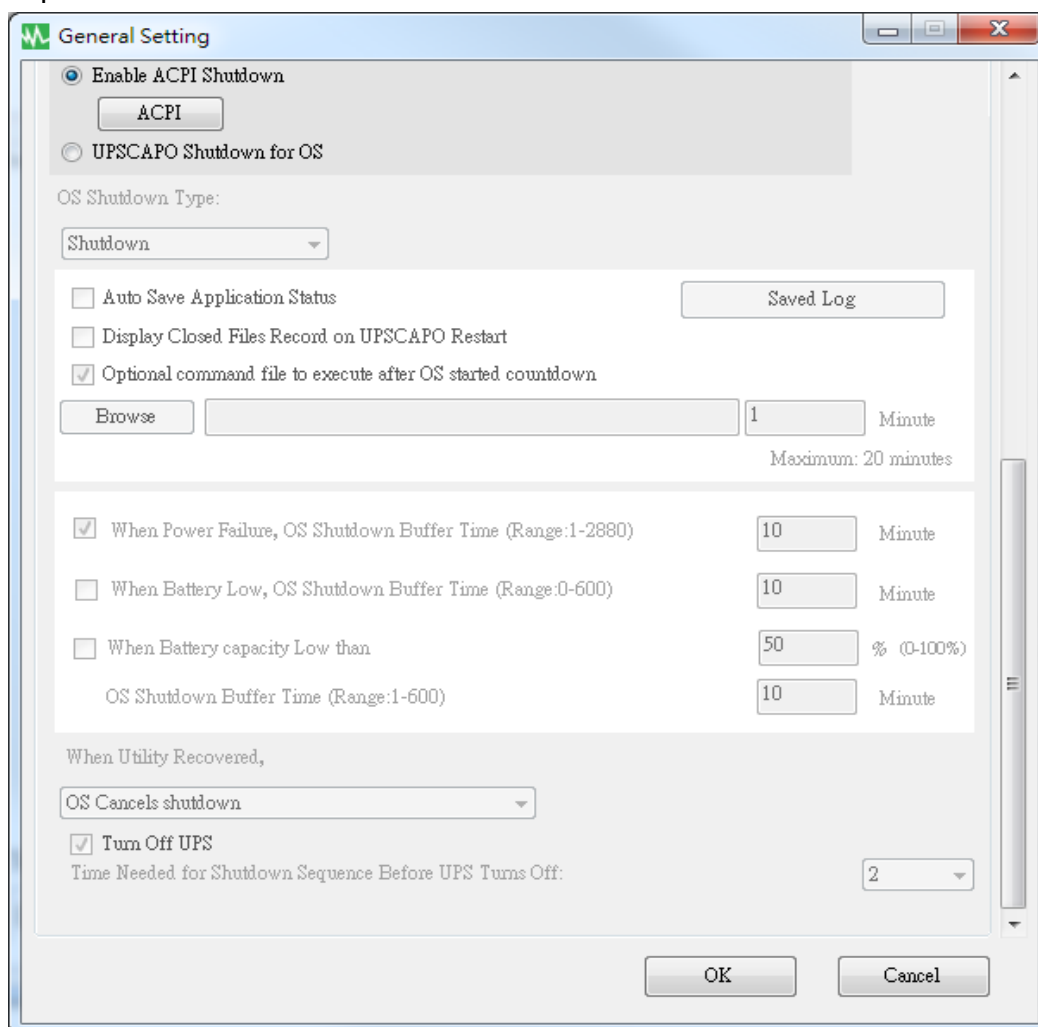 General Setting
Enable ACPI Shutdown
ACPI
UPSCAPO Shutdown for OS
OS Shutdown Type:
Shutdown
Auto Save Application Status
Saved Log
Display Closed Files Record on UPSCAPO Restart
Optional command file to execute after OS started countdown
Browse 1 Minute
Maximum: 20 minutes
When Power Failure, OS Shutdown Buffer Time (Range:1-2880) 10 Minute
When Battery Low, OS Shutdown Buffer Time (Range:0-600) 10 Minute
When Battery capacity Low than 50 % (0-100%)
OS Shutdown Buffer Time (Range:1-600) 10 Minute
When Utility Recovered,
OS Cancels shutdown
Turn Off UPS
Time Needed for Shutdown Sequence Before UPS Turns Off: 2
OK Cancel